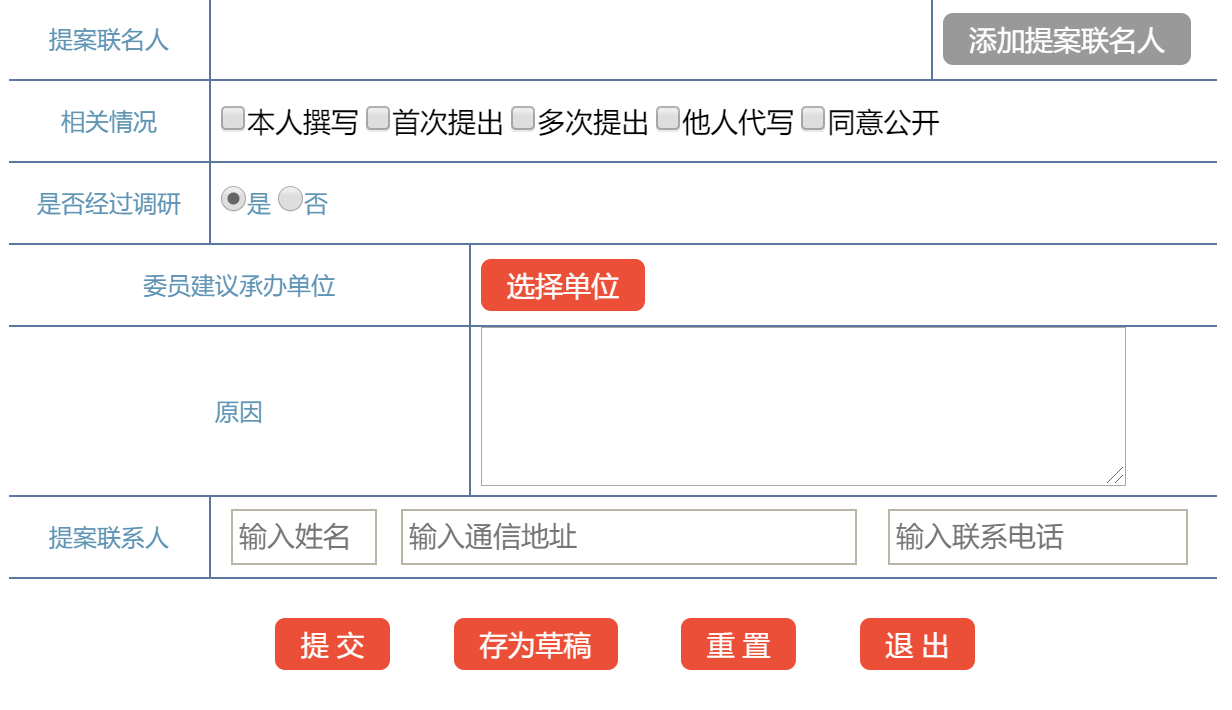 提案联名人 添加提案联名人
相关情况 本人撰写 首次提出 多次提出 他人代写 同意公开
是否经过调研 是 否
委员建议承办单位 选择单位
原因
提案联系人 输入姓名 输入通信地址 输入联系电话
提 交 存为草稿 重 置 退 出